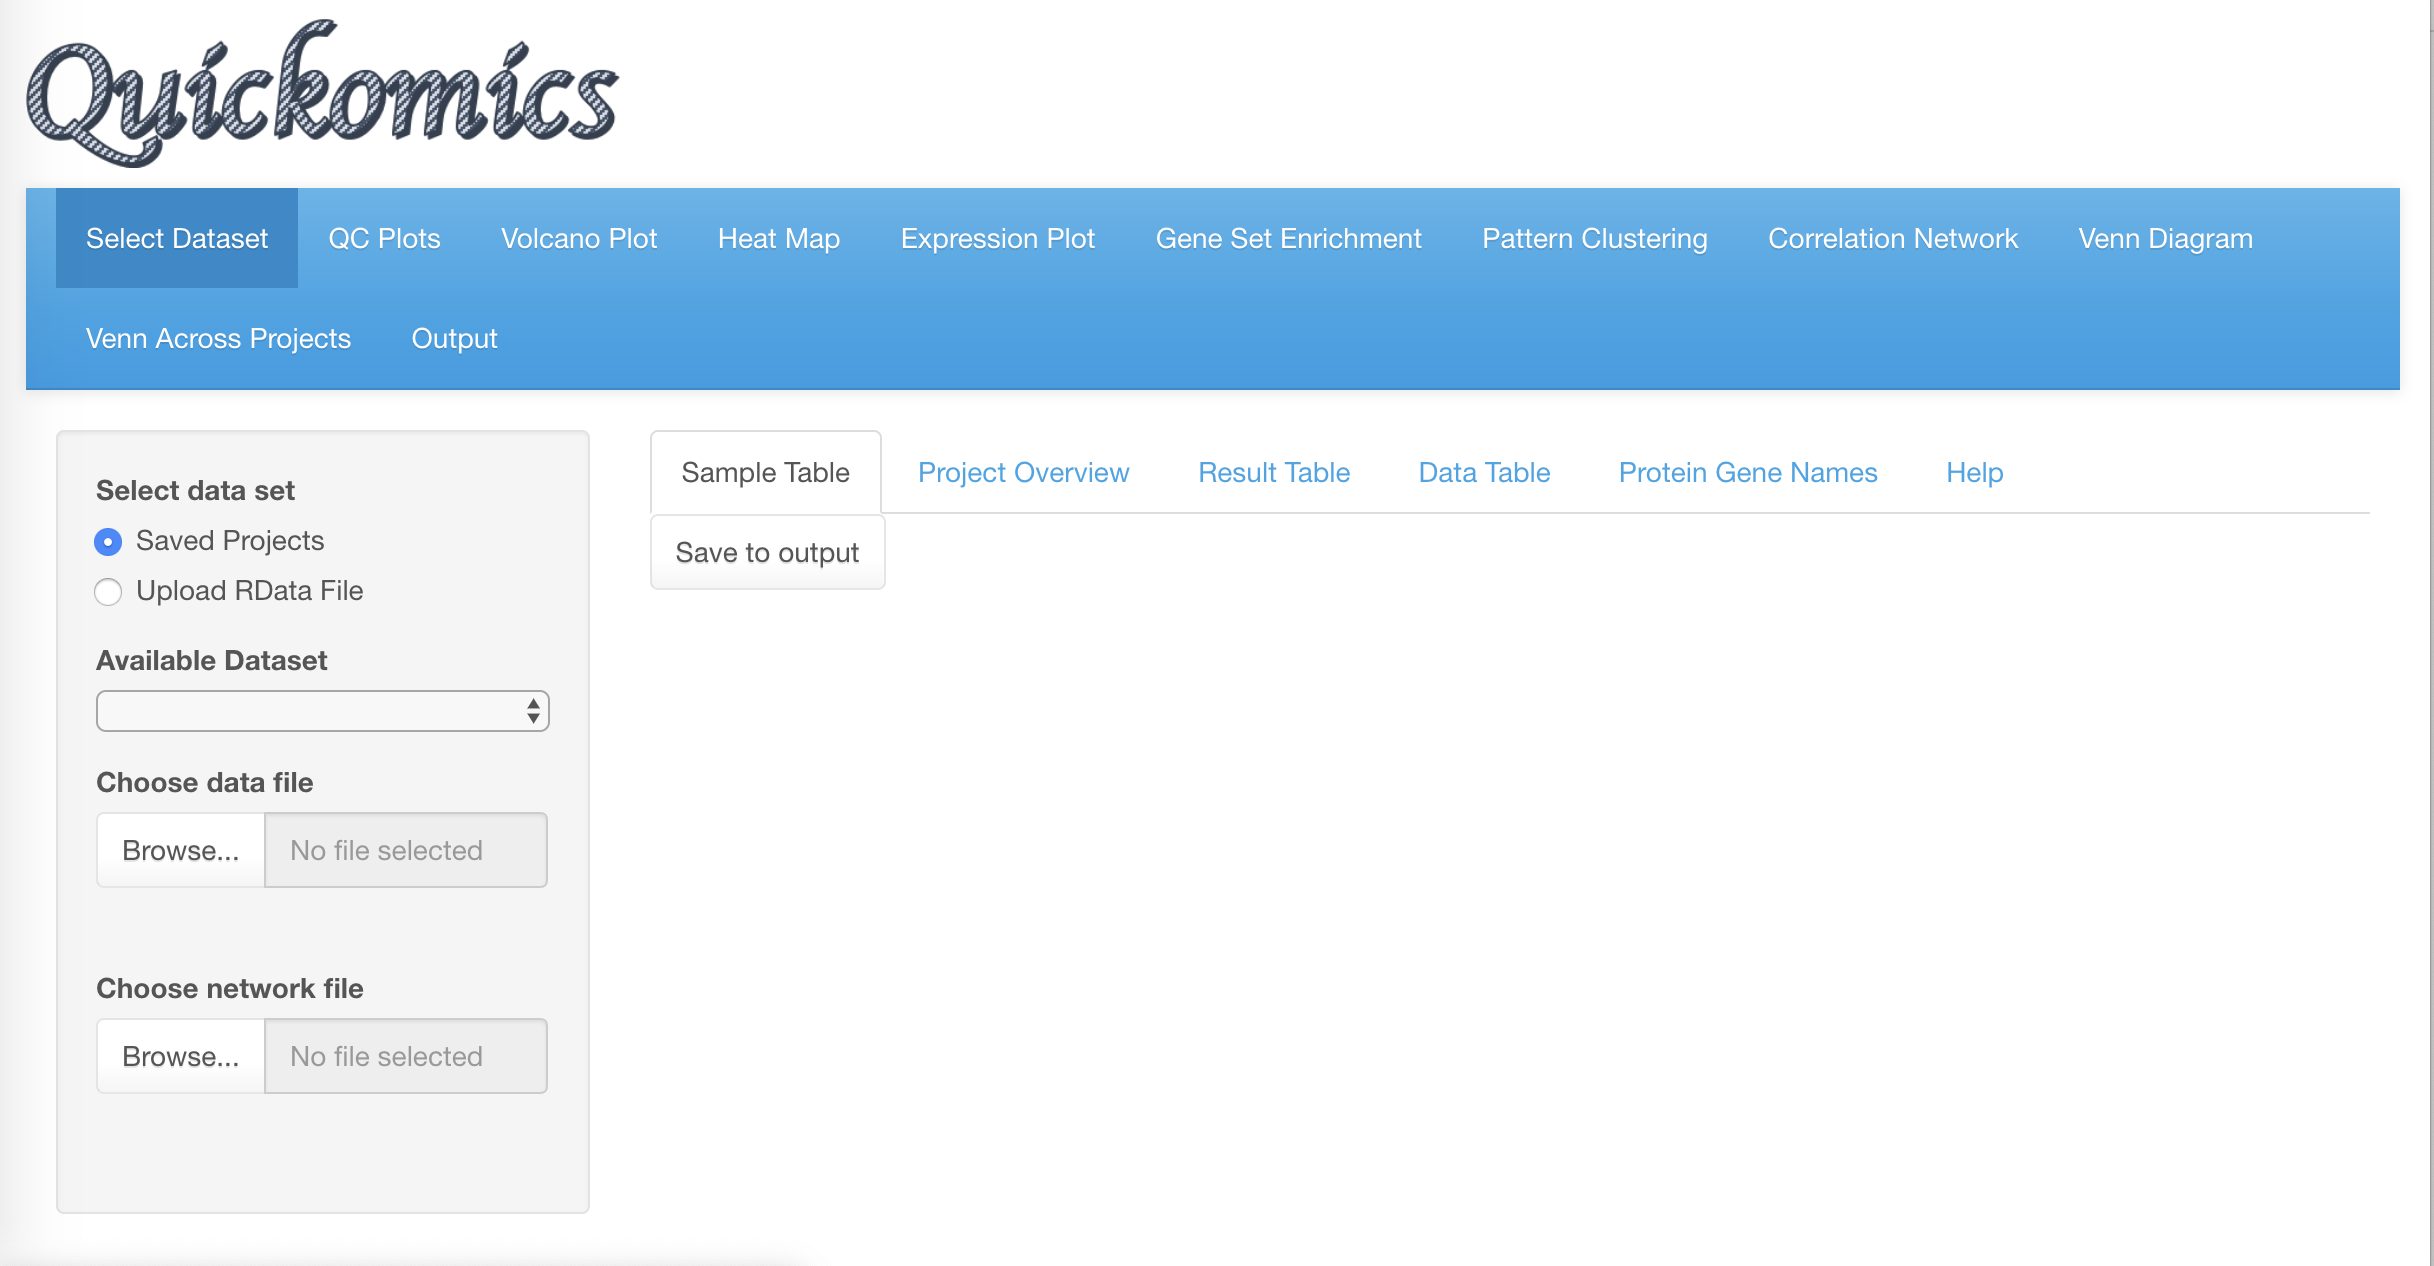 Quickomics
Select Dataset QC Plots Volcano Plot Heat Map Expression Plot Gene Set Enrichment Pattern Clustering Correlation Network Venn Diagram
Venn Across Projects Output
Select data set
Saved Projects
Upload RData File
Available Dataset
Choose data file
Browse... No file selected
Choose network file
Browse... No file selected
Sample Table Project Overview Result Table Data Table Protein Gene Names Help
Save to output